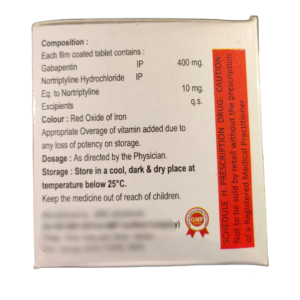 Composition :
Each film coated tablet contains :
Gabapentin IP 400 mg.
Nortriptyline Hydrochloride IP
Eq. to Nortriptyline 10 mg.
Excipients q.s.
Colour : Red Oxide of Iron
Appropriate Overage of vitamin added due to
any loss of potency on storage.
Dosage : As directed by the Physician.
Storage : Store in a cool, dark & dry place at
temperature below 25°C.
Keep the medicine out of reach of children.
GMP
SCHEDULE H PRESCRIPTION DRUG: CAUTION
Not to be sold by retail without the prescription
of a Registered Medical Practitioner